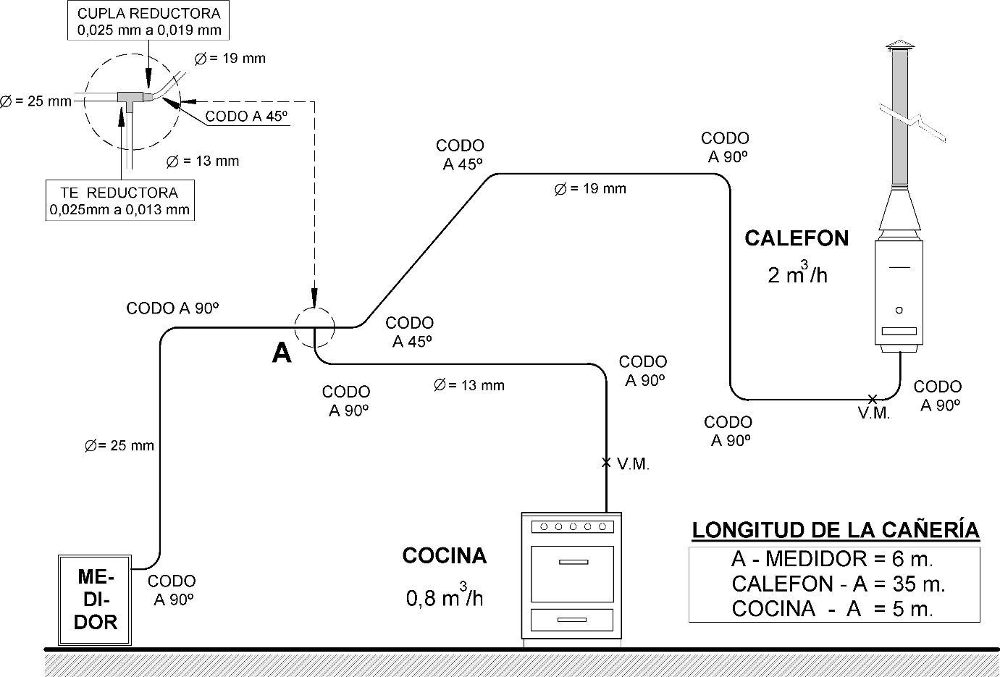 CUPLA REDUCTORA
0,025 mm a 0,019 mm
Ø = 19 mm
Ø = 25 mm
CODO A 45º
Ø = 13 mm
TE REDUCTORA
0,025mm a 0,013 mm
CODO
A 45º
CODO
A 90º
Ø = 19 mm
CALEFON
2 m³/h
CODO A 90º
A
CODO
A 45º
CODO
A 90º
Ø = 13 mm
CODO
A 90º
CODO
A 90º
V.M.
CODO
A 90º
Ø = 25 mm
V.M.
COCINA
0,8 m³/h
ME-
DI-
DOR
CODO
A 90º
LONGITUD DE LA CAÑERÍA
A - MEDIDOR = 6 m.
CALEFON - A = 35 m.
COCINA - A = 5 m.